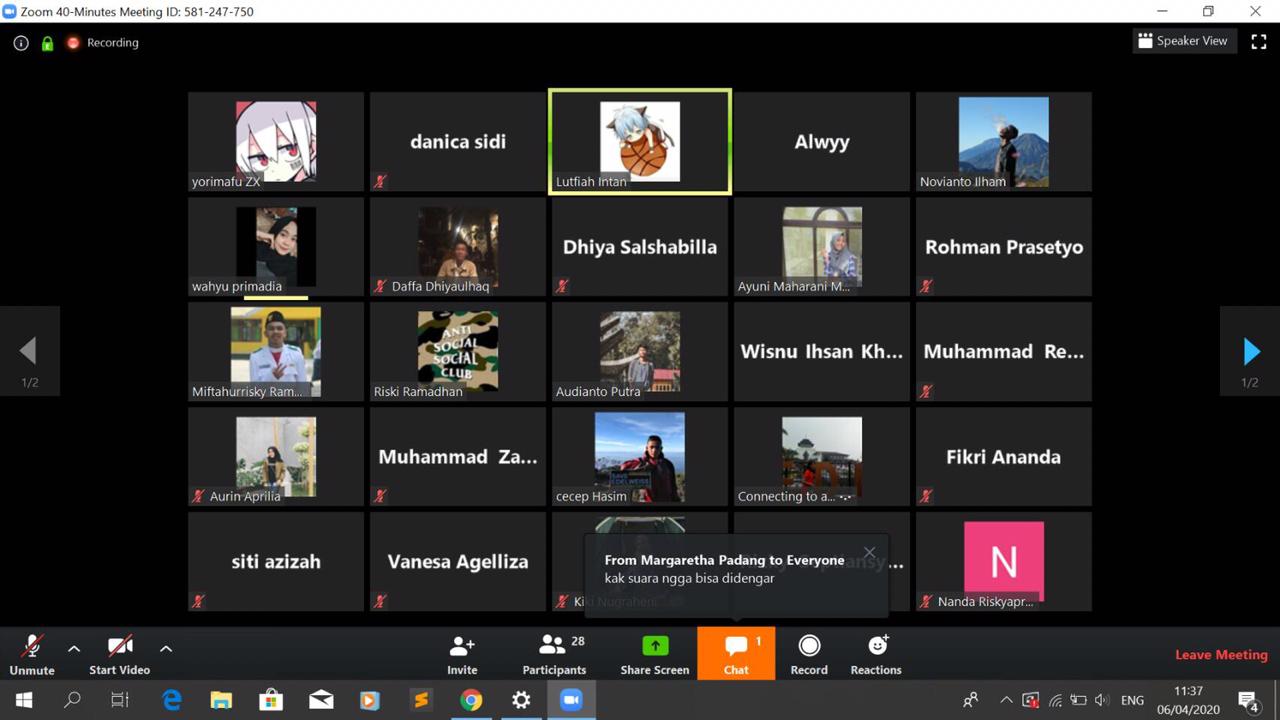 Zoom 40-Minutes Meeting ID: 581-247-750
Recording
Speaker View
yorimafu ZX
danica sidi
Lutfiah Intan
Alwyy
Novianto Ilham
wahyu primadia
Daffa Dhiyaulhaq
Dhiya Salshabilla
Ayuni Maharani M...
Rohman Prasetyo
Miftahurrisky Ram...
ANTI
SOCIAL
SOCIAL
CLUB
Riski Ramadhan
Audianto Putra
Wisnu Ihsan Kh...
Muhammad Re...
1/2
1/2
Aurin Aprilia
Muhammad Za...
SAVE
EDELWEISS
cecep Hasim
Connecting to a...
Fikri Ananda
siti azizah
Vanesa Agelliza
Kiki Nugraheni
From Margaretha Padang to Everyone
kak suara ngga bisa didengar
N
Nanda Riskyapr...
Unmute
Start Video
Invite
Participants
28
Share Screen
Chat
1
Record
Reactions
Leave Meeting
ENG
11:37
06/04/2020
4